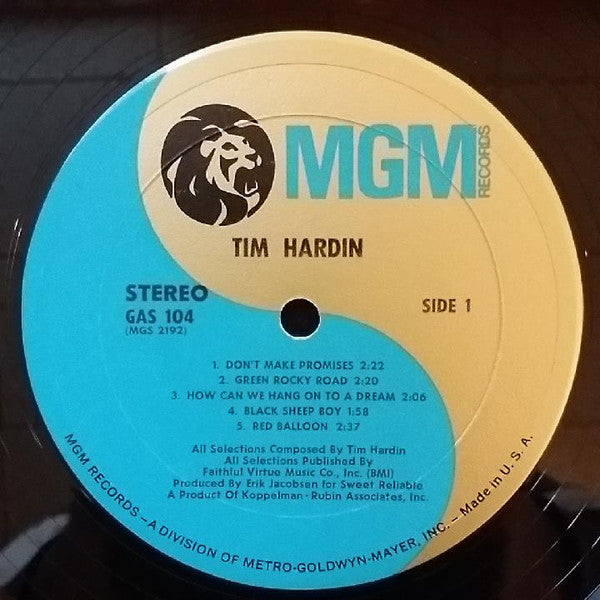 MGM
RECORDS
TIM HARDIN
STEREO
GAS 104
(MGS 2192)
SIDE 1
1. DON'T MAKE PROMISES 2:22
2. GREEN ROCKY ROAD 2:20
3. HOW CAN WE HANG ON TO A DREAM 2:06
4. BLACK SHEEP BOY 1:58
5. RED BALLOON 2:37
All Selections Composed By Tim Hardin
All Selections Published By
Faithful Virtue Music Co., Inc. (BMI)
Produced By Erik Jacobsen for Sweet Reliable
A Product Of Koppelman - Rubin Associates, Inc.
MGM RECORDS – A DIVISION OF METRO-GOLDWYN-MAYER, INC. – Made in U. S. A.